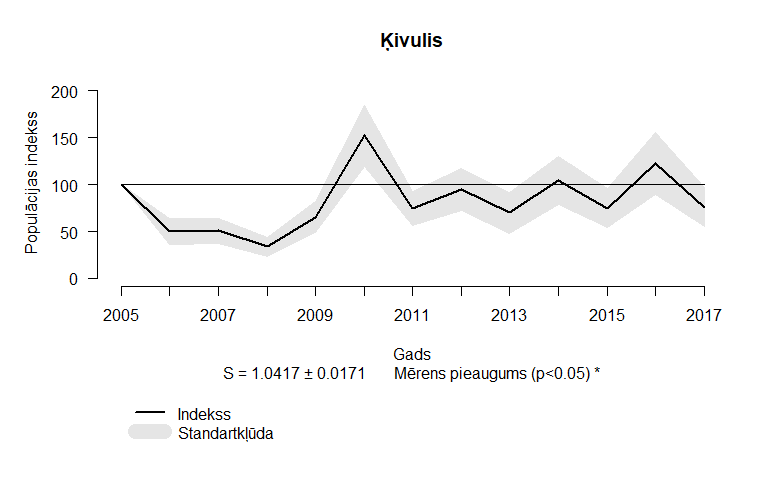 Ķivulis
Populācijas indekss
200
150
100
50
0
2005 2007 2009 2011 2013 2015 2017
Gads
S = 1.0417 ± 0.0171 Mērens pieaugums (p<0.05) *
Indekss
Standartkļūda